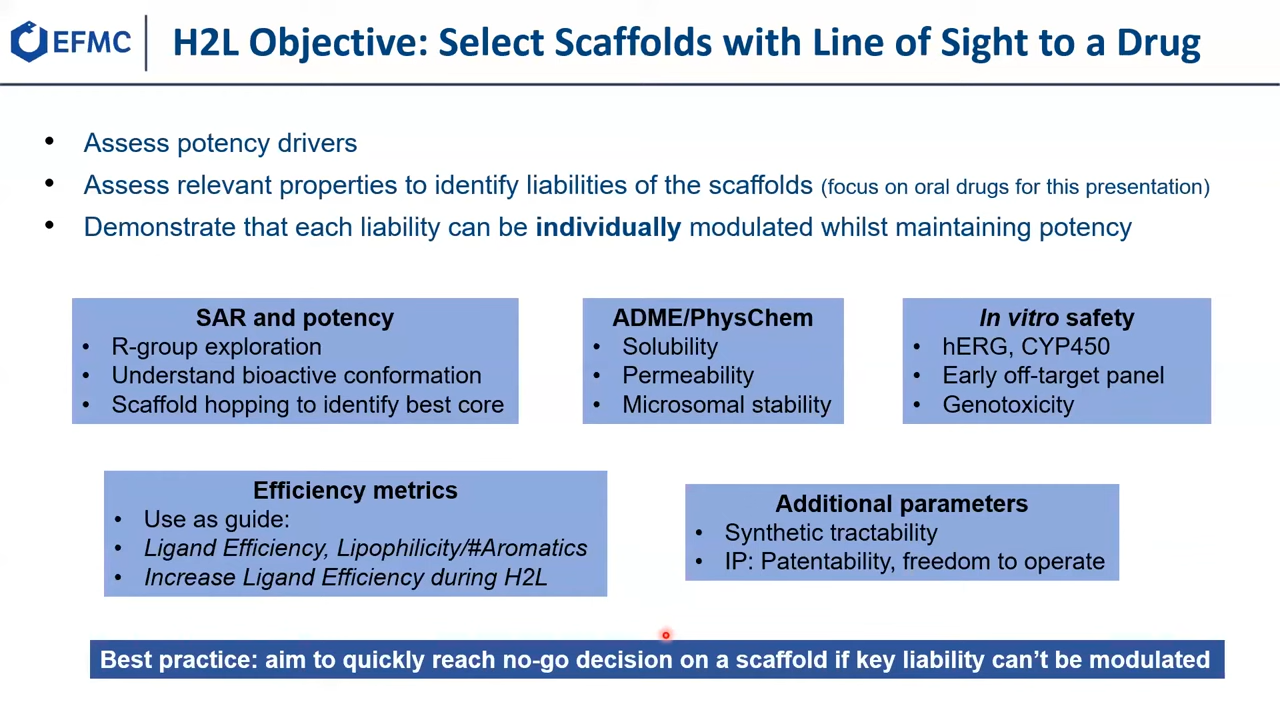 EFMC
H2L Objective: Select Scaffolds with Line of Sight to a Drug
• Assess potency drivers
• Assess relevant properties to identify liabilities of the scaffolds (focus on oral drugs for this presentation)
• Demonstrate that each liability can be individually modulated whilst maintaining potency
SAR and potency
• R-group exploration
• Understand bioactive conformation
• Scaffold hopping to identify best core
ADME/PhysChem
• Solubility
• Permeability
• Microsomal stability
In vitro safety
• hERG, CYP450
• Early off-target panel
• Genotoxicity
Efficiency metrics
• Use as guide:
• Ligand Efficiency, Lipophilicity/#Aromatics
• Increase Ligand Efficiency during H2L
Additional parameters
• Synthetic tractability
• IP: Patentability, freedom to operate
Best practice: aim to quickly reach no-go decision on a scaffold if key liability can’t be modulated